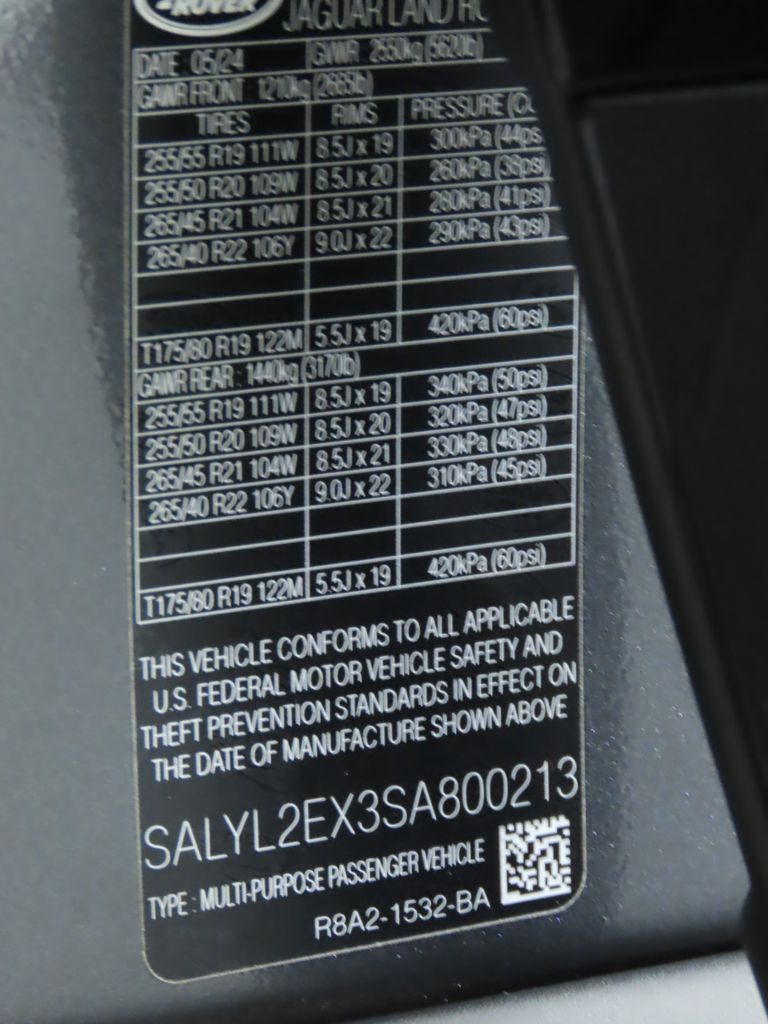 -ROVER
JAGUAR LAND
DATE 05/24 GVWR 2550kg (5620lb)
GAWR FRONT 1210kg (2665lb)
TIRES RIMS PRESSURE
255/55 R19 111W 8.5J x 19 300kPa (44ps
255/50 R20 109W 8.5J x 20 260kPa (38psi
265/45 R21 104W 8.5J x 21 280kPa (41psi)
265/40 R22 106Y 9.0J x 22 290kPa (43psi)
T175/80 R19 122M 5.5J x 19 420kPa (60psi)
GAWR REAR : 1440kg (3170lb)
255/55 R19 111W 8.5J x 19 340kPa (50psi)
255/50 R20 109W 8.5J x 20 320kPa (47psi)
265/45 R21 104W 8.5J x 21 330kPa (48psi)
265/40 R22 106Y 9.0J x 22 310kPa (45psi)
T175/80 R19 122M 5.5J x 19 420kPa (60psi)
THIS VEHICLE CONFORMS TO ALL APPLICABLE
U.S. FEDERAL MOTOR VEHICLE SAFETY AND
THEFT PREVENTION STANDARDS IN EFFECT ON
THE DATE OF MANUFACTURE SHOWN ABOVE
SALYL2EX3SA800213
TYPE : MULTI-PURPOSE PASSENGER VEHICLE
R8A2-1532-BA